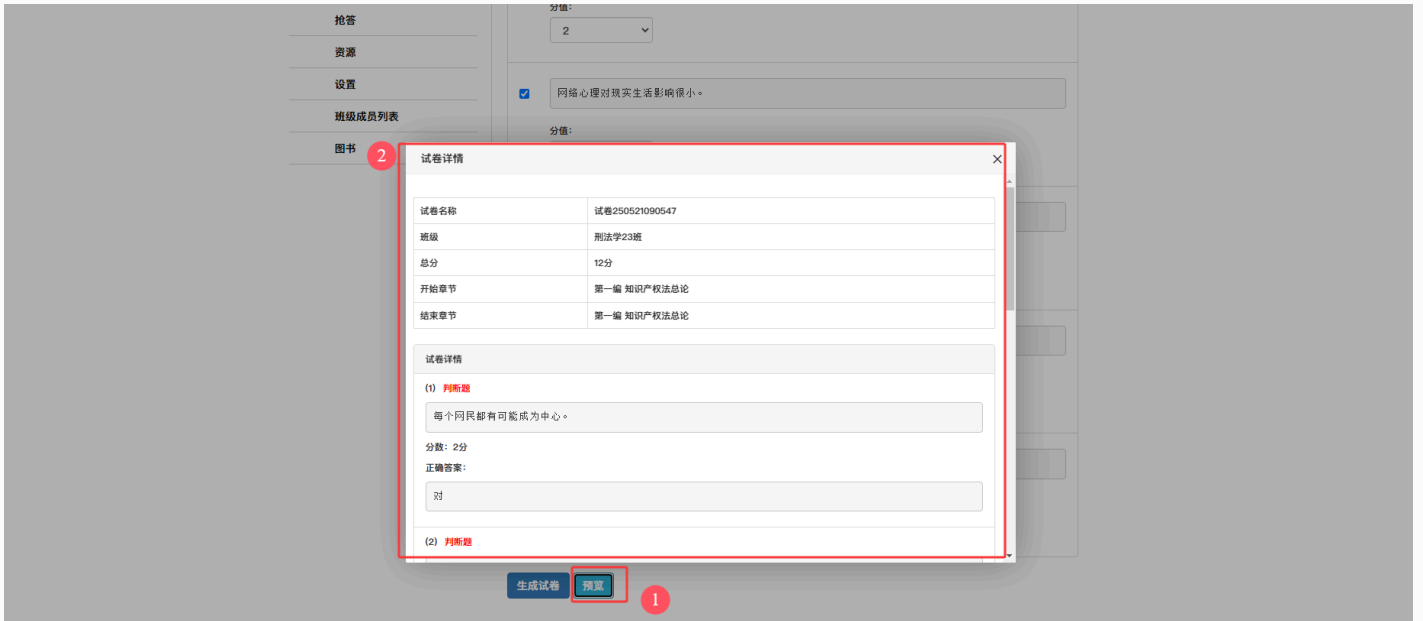 抢答
资源
设置
班级成员列表
图书
分值：
2
网络心理对现实生活影响很小。
分值：
2
试卷详情
×
试卷名称 试卷250521090547
班级 刑法学23班
总分 12分
开始章节 第一编 知识产权法总论
结束章节 第一编 知识产权法总论
试卷详情
(1) 判断题
每个网民都有可能成为中心。
分数：2分
正确答案：
对
(2) 判断题
生成试卷 预览
1